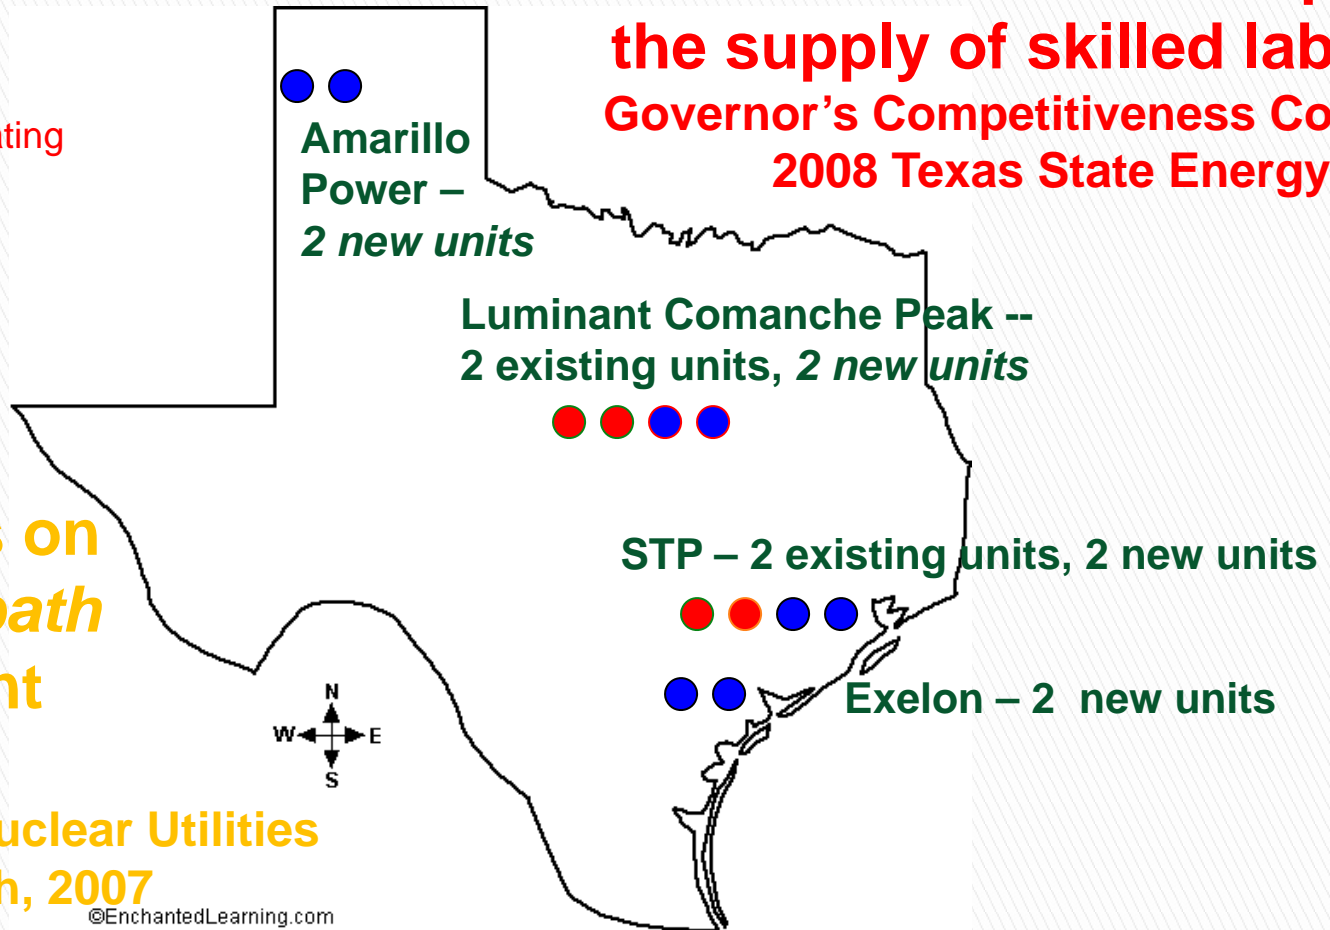 the supply of skilled lab
Governor's Competitiveness Co
2008 Texas State Energy
ating
Amarillo
Power –
2 new units
Luminant Comanche Peak --
2 existing units, 2 new units
s on
path
nt
STP – 2 existing units, 2 new units
Exelon – 2 new units
N
W E
S
uclear Utilities
h, 2007
©EnchantedLearning.com